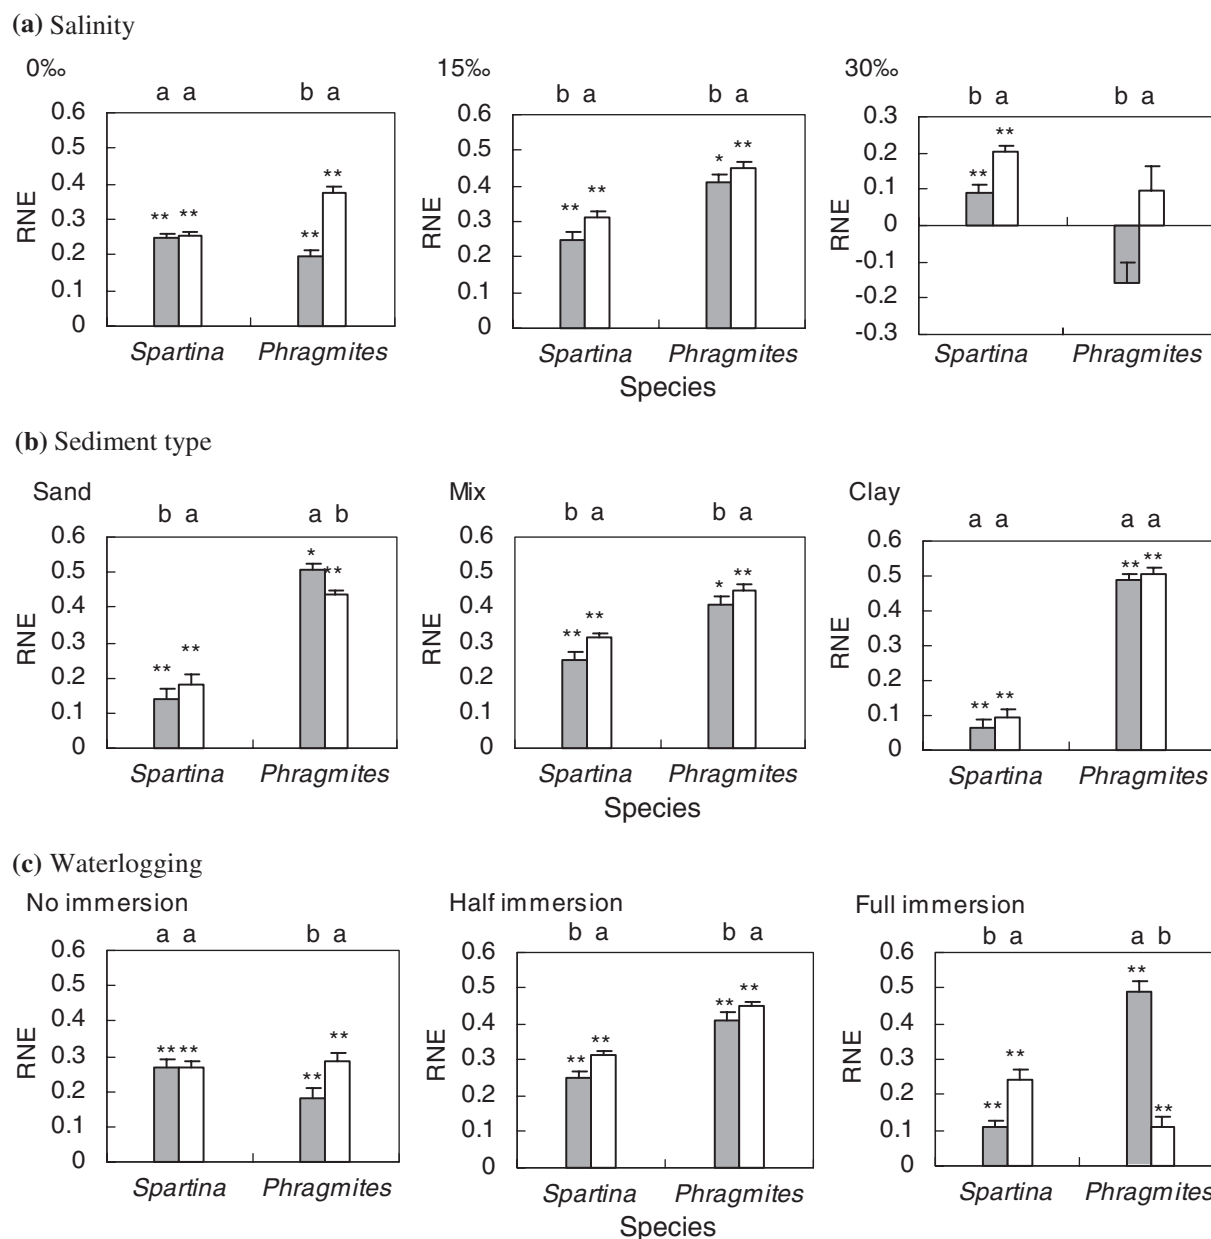 (a) Salinity
0‰ 15‰ 30‰
a a b a b a b a b a b a
0.6 0.5 0.4 0.3 0.2 0.1 0
RNE
** ** ** **
Spartina Phragmites
0.6 0.5 0.4 0.3 0.2 0.1 0
RNE
** ** * **
Spartina Phragmites
0.3 0.2 0.1 0 -0.1 -0.2 -0.3
RNE
** **
Spartina Phragmites
Species
(b) Sediment type
Sand Mix Clay
b a a b b a b a a a a a
0.6 0.5 0.4 0.3 0.2 0.1 0
RNE
** ** * **
Spartina Phragmites
0.6 0.5 0.4 0.3 0.2 0.1 0
RNE
** ** * **
Spartina Phragmites
0.6 0.5 0.4 0.3 0.2 0.1 0
RNE
** ** ** **
Spartina Phragmites
Species
(c) Waterlogging
No immersion Half immersion Full immersion
a a b a b a b a b a a b
0.6 0.5 0.4 0.3 0.2 0.1 0
RNE
** ** ** **
Spartina Phragmites
0.6 0.5 0.4 0.3 0.2 0.1 0
RNE
** ** ** **
Spartina Phragmites
0.6 0.5 0.4 0.3 0.2 0.1 0
RNE
** ** ** **
Spartina Phragmites
Species